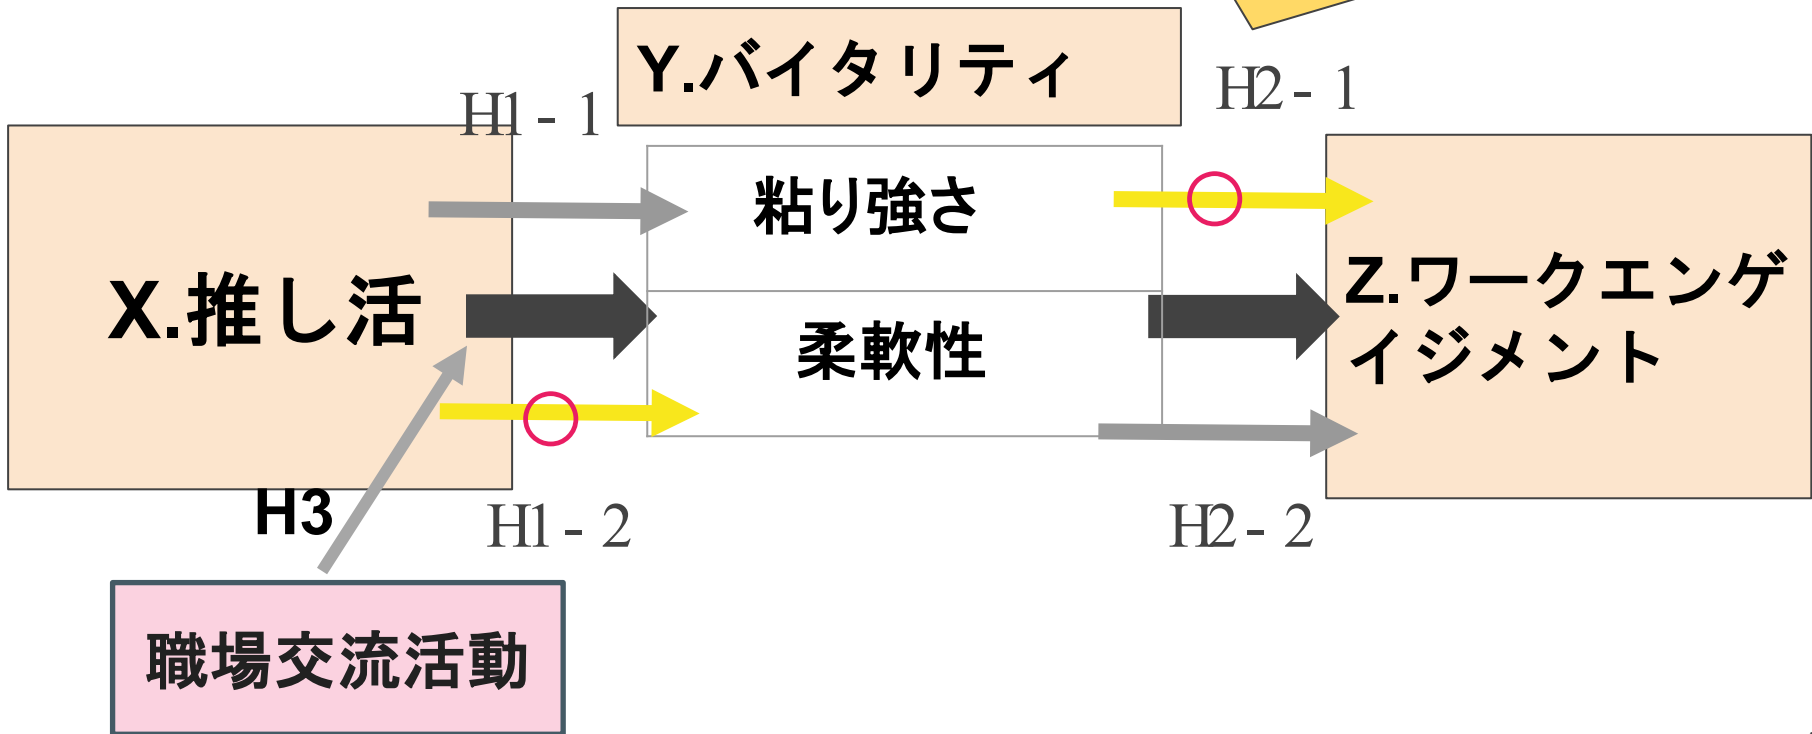 Y.バイタリティ
H1 - 1
H2 - 1
粘り強さ
X.推し活
柔軟性
Z.ワークエンゲ
イジメント
H3
H1 - 2
H2 - 2
職場交流活動